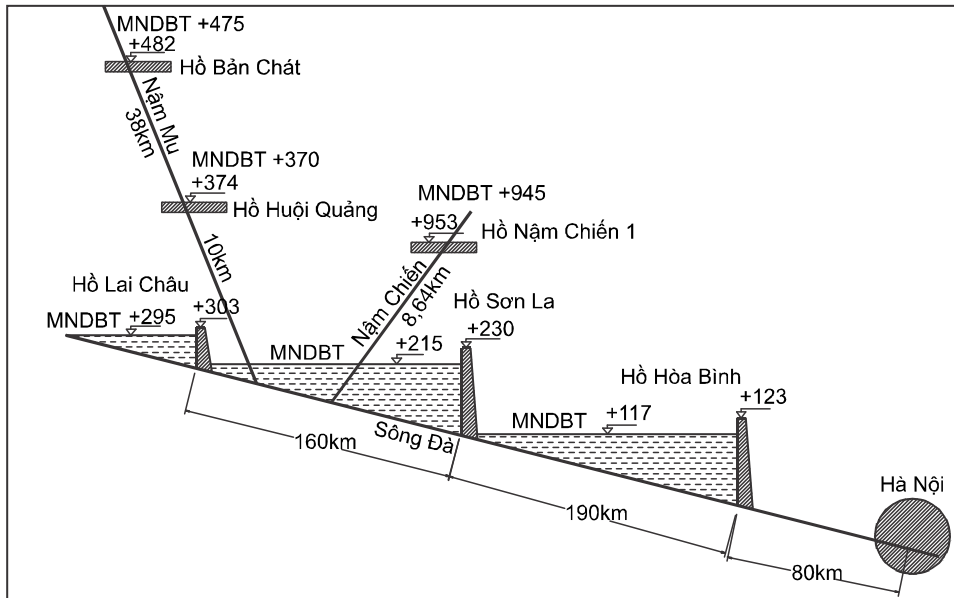 MNDBT +475
+482
Hồ Bản Chát
Nậm Mu
38km
MNDBT +370
+374
Hồ Huội Quảng
10km
MNDBT +945
+953
Hồ Nậm Chiến 1
Nậm Chiến
8,64km
Hồ Lai Châu
+303
MNDBT +295
Hồ Sơn La
+230
MNDBT +215
Hồ Hòa Bình
+123
MNDBT +117
Sông Đà
160km
190km
80km
Hà Nội